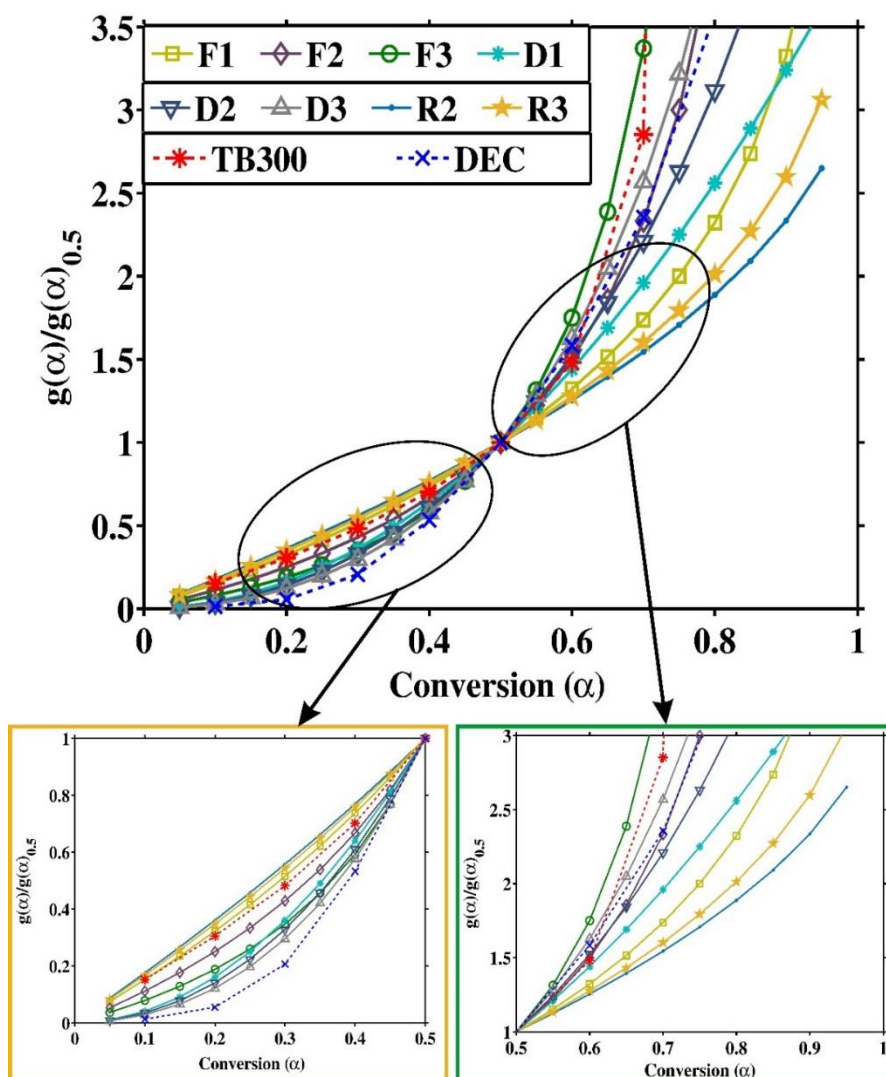 3.5
3
2.5
2
1.5
1
0.5
0
g(α)/g(α)0.5
F1 F2 F3 D1
D2 D3 R2 R3
TB300 DEC
0 0.2 0.4 0.6 0.8 1
Conversion (α)
1
0.8
0.6
0.4
0.2
0
g(α)/g(α)0.5
0 0.1 0.2 0.3 0.4 0.5
Conversion (α)
3
2.5
2
1.5
1
g(α)/g(α)0.5
0.5 0.6 0.7 0.8 0.9 1
Conversion (α)